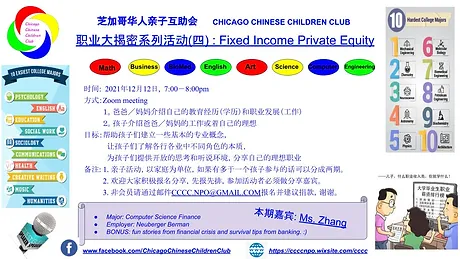 芝加哥华人亲子互助会 CHICAGO CHINESE CHILDREN CLUB
Chicago
Chinese
Children
Club
职业大揭密系列活动(四) : Fixed Income Private Equity
Math
Business
English
Art
Science
Engineering
10 EASIEST COLLEGE MAJORS
PSYCHOLOGY
ENGLISH
EDUCATION
SOCIAL WORK
SOCIOLOGY
COMMUNICATIONS
HEALTH
CREATIVE WRITING
MUSIC
HUMANITIES
时间: 2021年12月12日, 7:00－8:00pm
方式:Zoom meeting
1, 爸爸／妈妈介绍自己的教育经历(学历)和职业发展(工作)
2, 孩子介绍爸爸／妈妈的工作或者自己的理想.
目标:帮助孩子们建立一些基本的专业概念,
让孩子们了解各行各业中不同角色的本质,
为孩子们提供开放的思考和听说环境, 分享自己的理想职业
备注: 1. 亲子活动, 以家庭为单位, 如果有多于一个孩子参与的话可以分成两期,
2. 欢迎大家积极报名分享, 先报先排, 参加活动者必须做分享嘉宾,
3. 非会员请通过邮件CCCC.NPO@GMAIL.COM报名并建议捐款, 谢谢,
10 Hardest College Majors
Major: Computer Science Finance
Employer: Neuberger Berman
BONUS: fun stories from financial crisis and survival tips from banking. :)
本期嘉宾: Ms. Zhang
www.facebook.com/ChicagoChineseChildrenClub
https://ccccnpo.wixsite.com/cccc